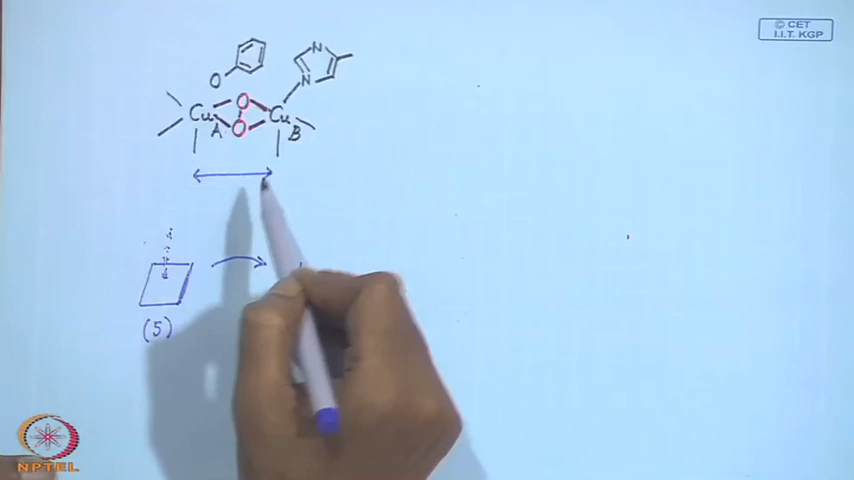 © CET
I.I.T. KGP
N
O
N
Cu O Cu
A O B
(5)
NPTEL